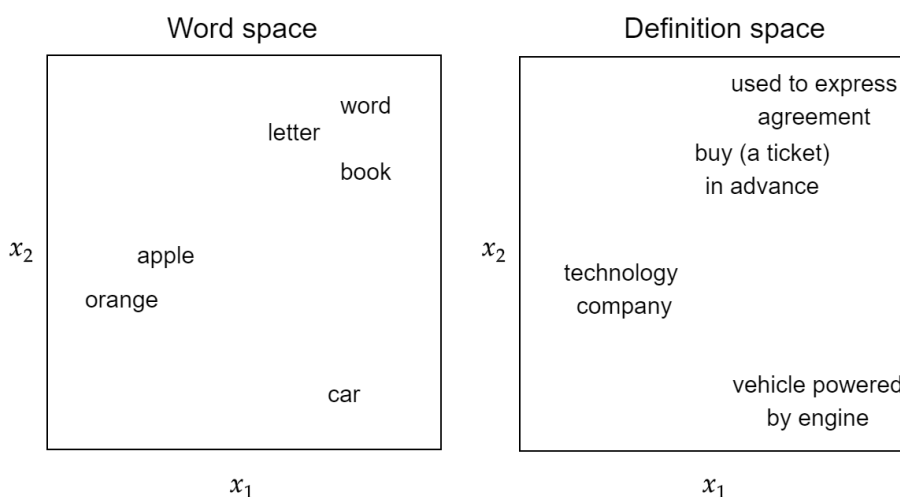 Word space
word
letter
book
x2
apple
orange
car
x1
Definition space
used to express
agreement
buy (a ticket)
in advance
x2
technology
company
vehicle powered
by engine
x1